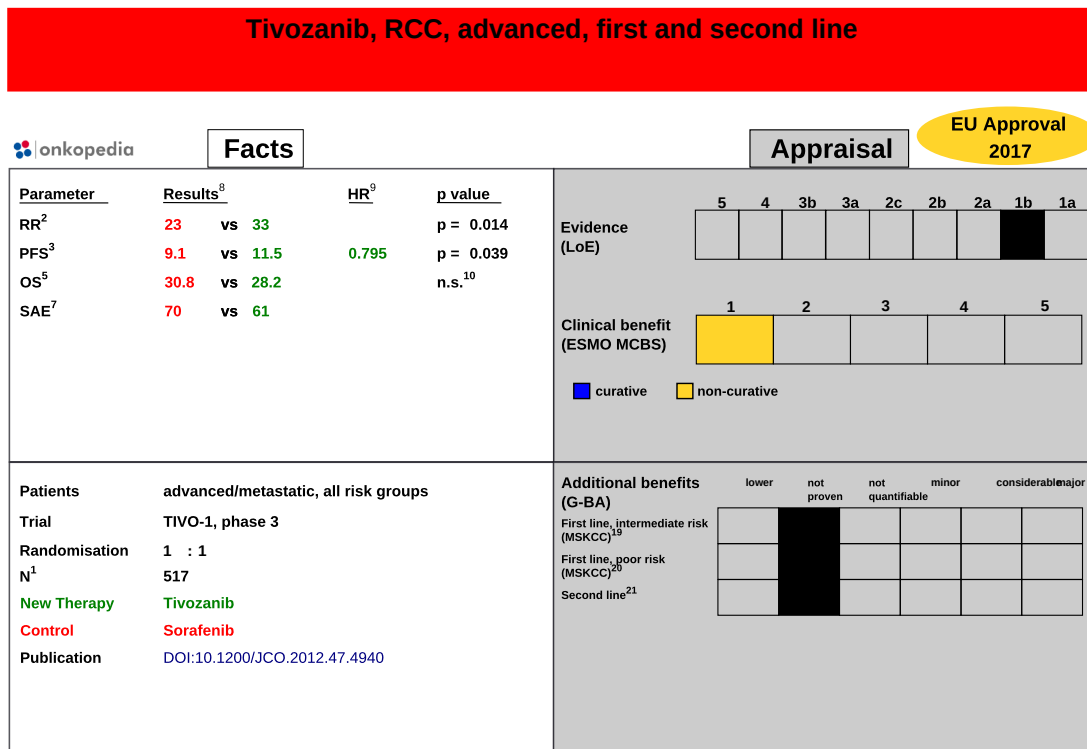 Tivozanib, RCC, advanced, first and second line
onkopedia
Facts
Appraisal
EU Approval
2017
Parameter Results8 HR9 p value
RR2 23 vs 33 p = 0.014
PFS3 9.1 vs 11.5 0.795 p = 0.039
OS5 30.8 vs 28.2 n.s.10
SAE7 70 vs 61
5 4 3b 3a 2c 2b 2a 1b 1a
Evidence
(LoE)
1 2 3 4 5
Clinical benefit
(ESMO MCBS)
curative non-curative
Patients advanced/metastatic, all risk groups
Trial TIVO-1, phase 3
Randomisation 1 : 1
N1 517
New Therapy Tivozanib
Control Sorafenib
Publication DOI:10.1200/JCO.2012.47.4940
Additional benefits
(G-BA)
lower not proven not quantifiable minor considerable major
First line, intermediate risk
(MSKCC)19
First line, poor risk
(MSKCC)20
Second line21